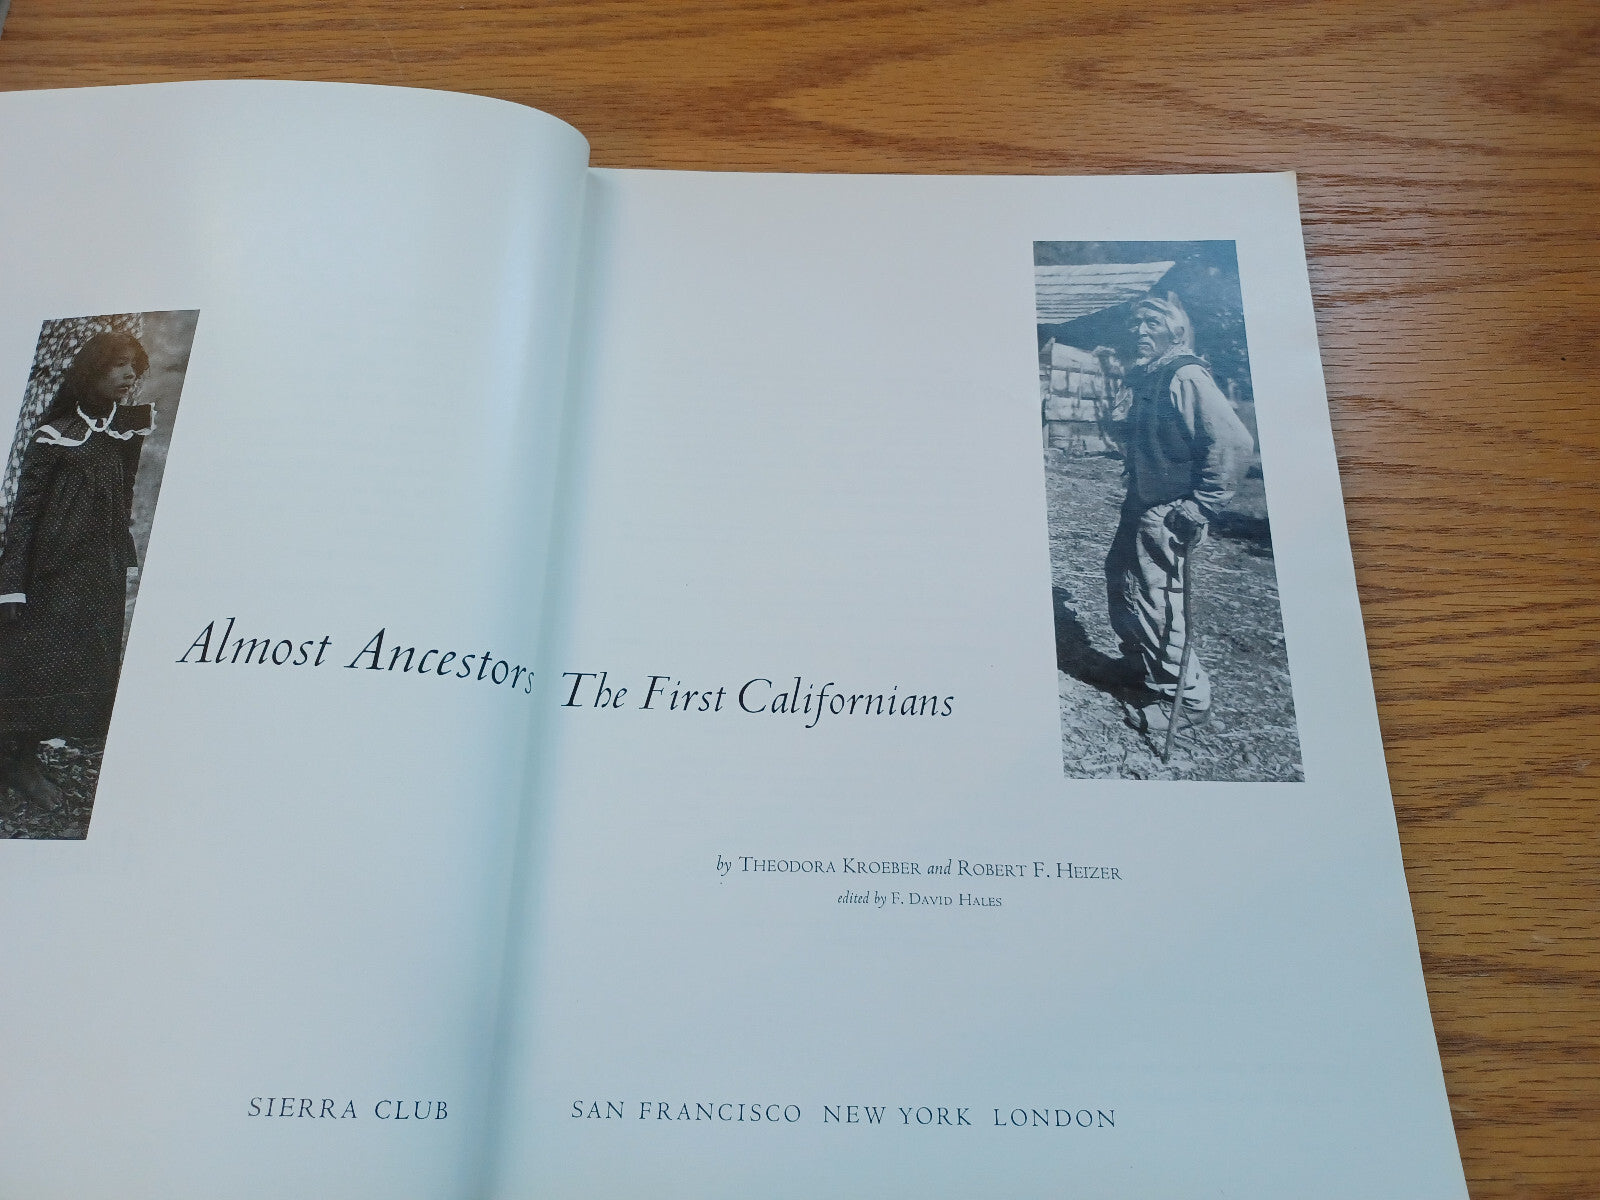 Almost Ancestors The First Californians
by THEODORA KROEBER and ROBERT F. HEIZER
edited by F. DAVID HALES
SIERRA CLUB SAN FRANCISCO NEW YORK LONDON